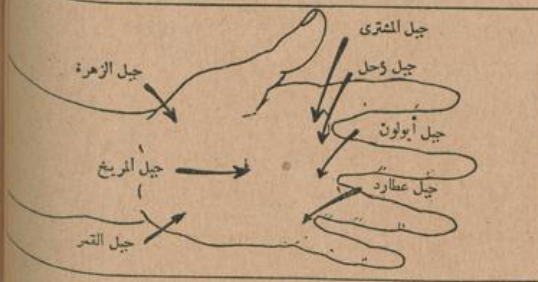 جبل المشترى
جبل زحل
جبل الزهرة
جبل أبولون
جبل المريخ
جبل عطارد
جبل القمر